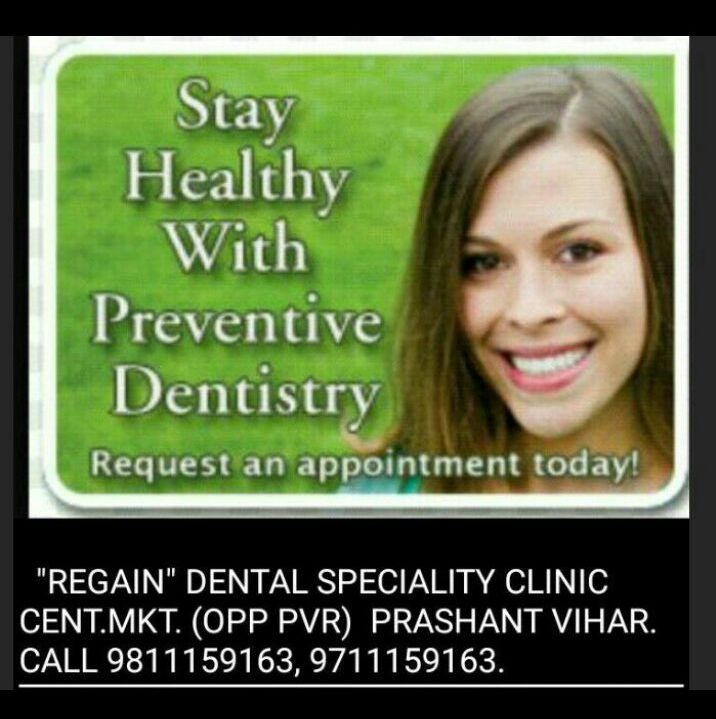 Stay
Healthy
With
Preventive
Dentistry
Request an appointment today!
"REGAIN" DENTAL SPECIALITY CLINIC
CENT.MKT. (OPP PVR) PRASHANT VIHAR.
CALL 9811159163, 9711159163.